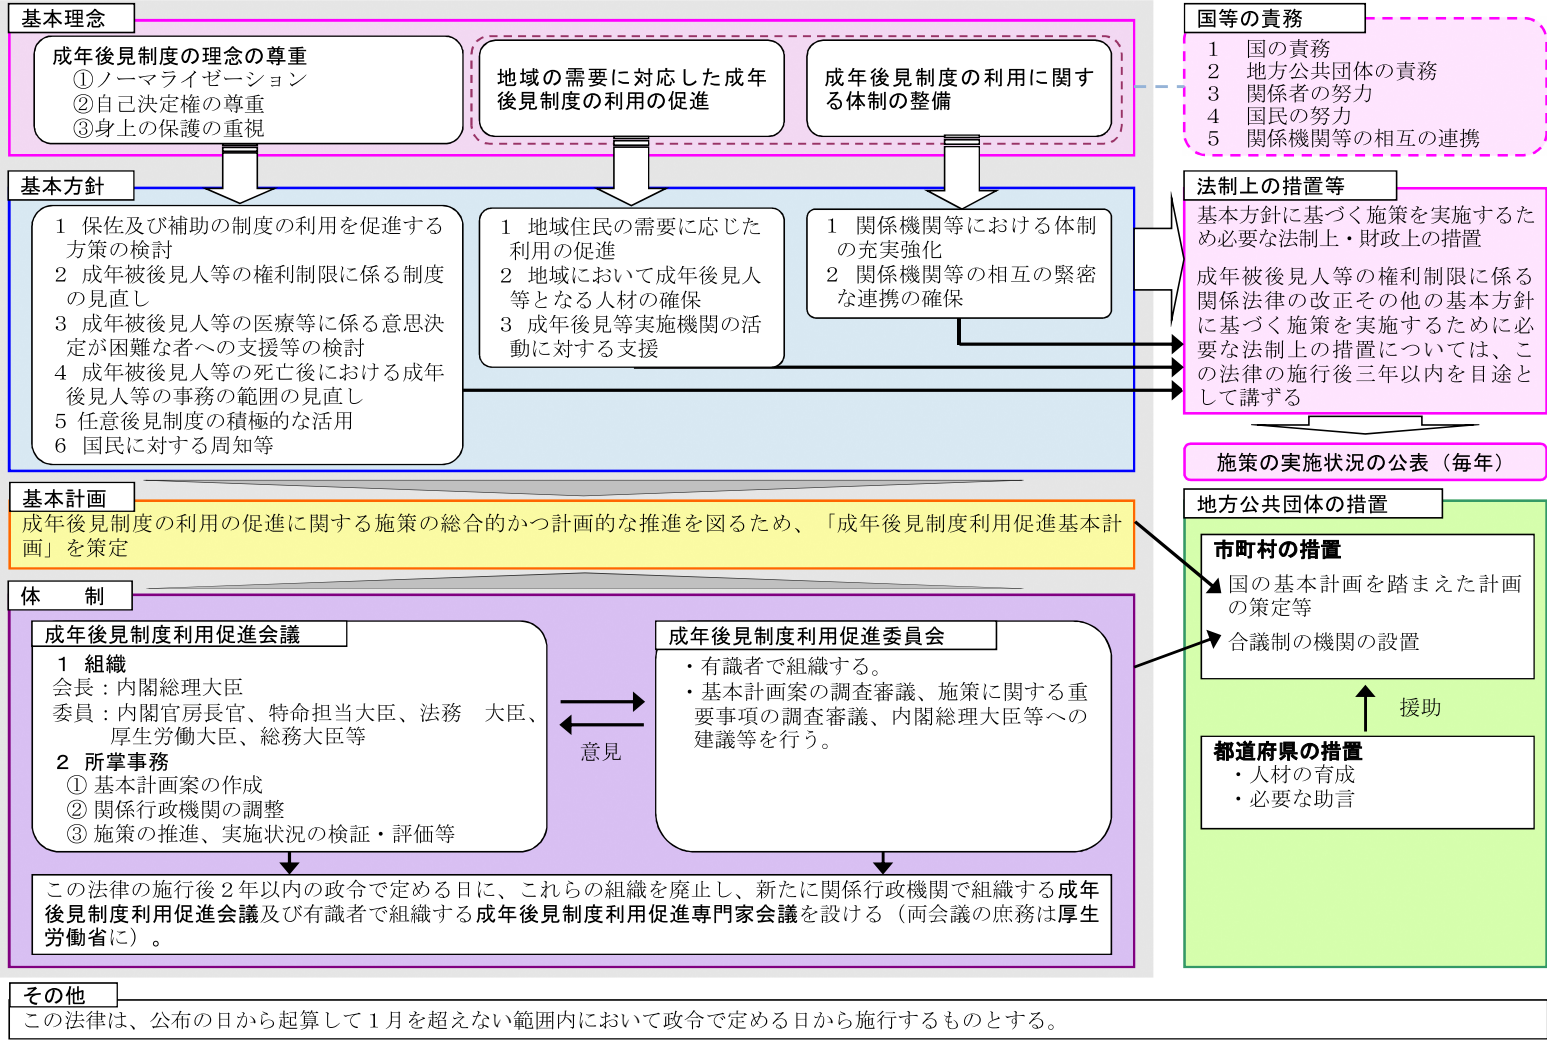 基本理念
成年後見制度の理念の尊重
①ノーマライゼーション
②自己決定権の尊重
③身上の保護の重視
地域の需要に対応した成年
後見制度の利用の促進
成年後見制度の利用に関す
る体制の整備
国等の責務
1　国の責務
2　地方公共団体の責務
3　関係者の努力
4　国民の努力
5　関係機関等の相互の連携
基本方針
1　保佐及び補助の制度の利用を促進する
方策の検討
2　成年被後見人等の権利制限に係る制度
の見直し
3　成年被後見人等の医療等に係る意思決
定が困難な者への支援等の検討
4　成年被後見人等の死亡後における成年
後見人等の事務の範囲の見直し
5　任意後見制度の積極的な活用
6　国民に対する周知等
1　地域住民の需要に応じた
利用の促進
2　地域において成年後見人
等となる人材の確保
3　成年後見等実施機関の活
動に対する支援
1　関係機関等における体制
の充実強化
2　関係機関等の相互の緊密
な連携の確保
法制上の措置等
基本方針に基づく施策を実施するた
め必要な法制上・財政上の措置
成年被後見人等の権利制限に係る
関係法律の改正その他の基本方針
に基づく施策を実施するために必
要な法制上の措置については、こ
の法律の施行後三年以内を目途と
して講ずる
施策の実施状況の公表（毎年）
基本計画
成年後見制度の利用の促進に関する施策の総合的かつ計画的な推進を図るため、「成年後見制度利用促進基本計
画」を策定
体　　制
成年後見制度利用促進会議
1　組織
会長：内閣総理大臣
委員：内閣官房長官、特命担当大臣、法務　大臣、
厚生労働大臣、総務大臣等
2　所掌事務
① 基本計画案の作成
② 関係行政機関の調整
③ 施策の推進、実施状況の検証・評価等
意見
成年後見制度利用促進委員会
・有識者で組織する。
・基本計画案の調査審議、施策に関する重
要事項の調査審議、内閣総理大臣等への
建議等を行う。
この法律の施行後２年以内の政令で定める日に、これらの組織を廃止し、新たに関係行政機関で組織する成年
後見制度利用促進会議及び有識者で組織する成年後見制度利用促進専門家会議を設ける（両会議の庶務は厚生
労働省に）。
地方公共団体の措置
市町村の措置
国の基本計画を踏まえた計画
の策定等
合議制の機関の設置
援助
都道府県の措置
・人材の育成
・必要な助言
その他
この法律は、公布の日から起算して１月を超えない範囲内において政令で定める日から施行するものとする。